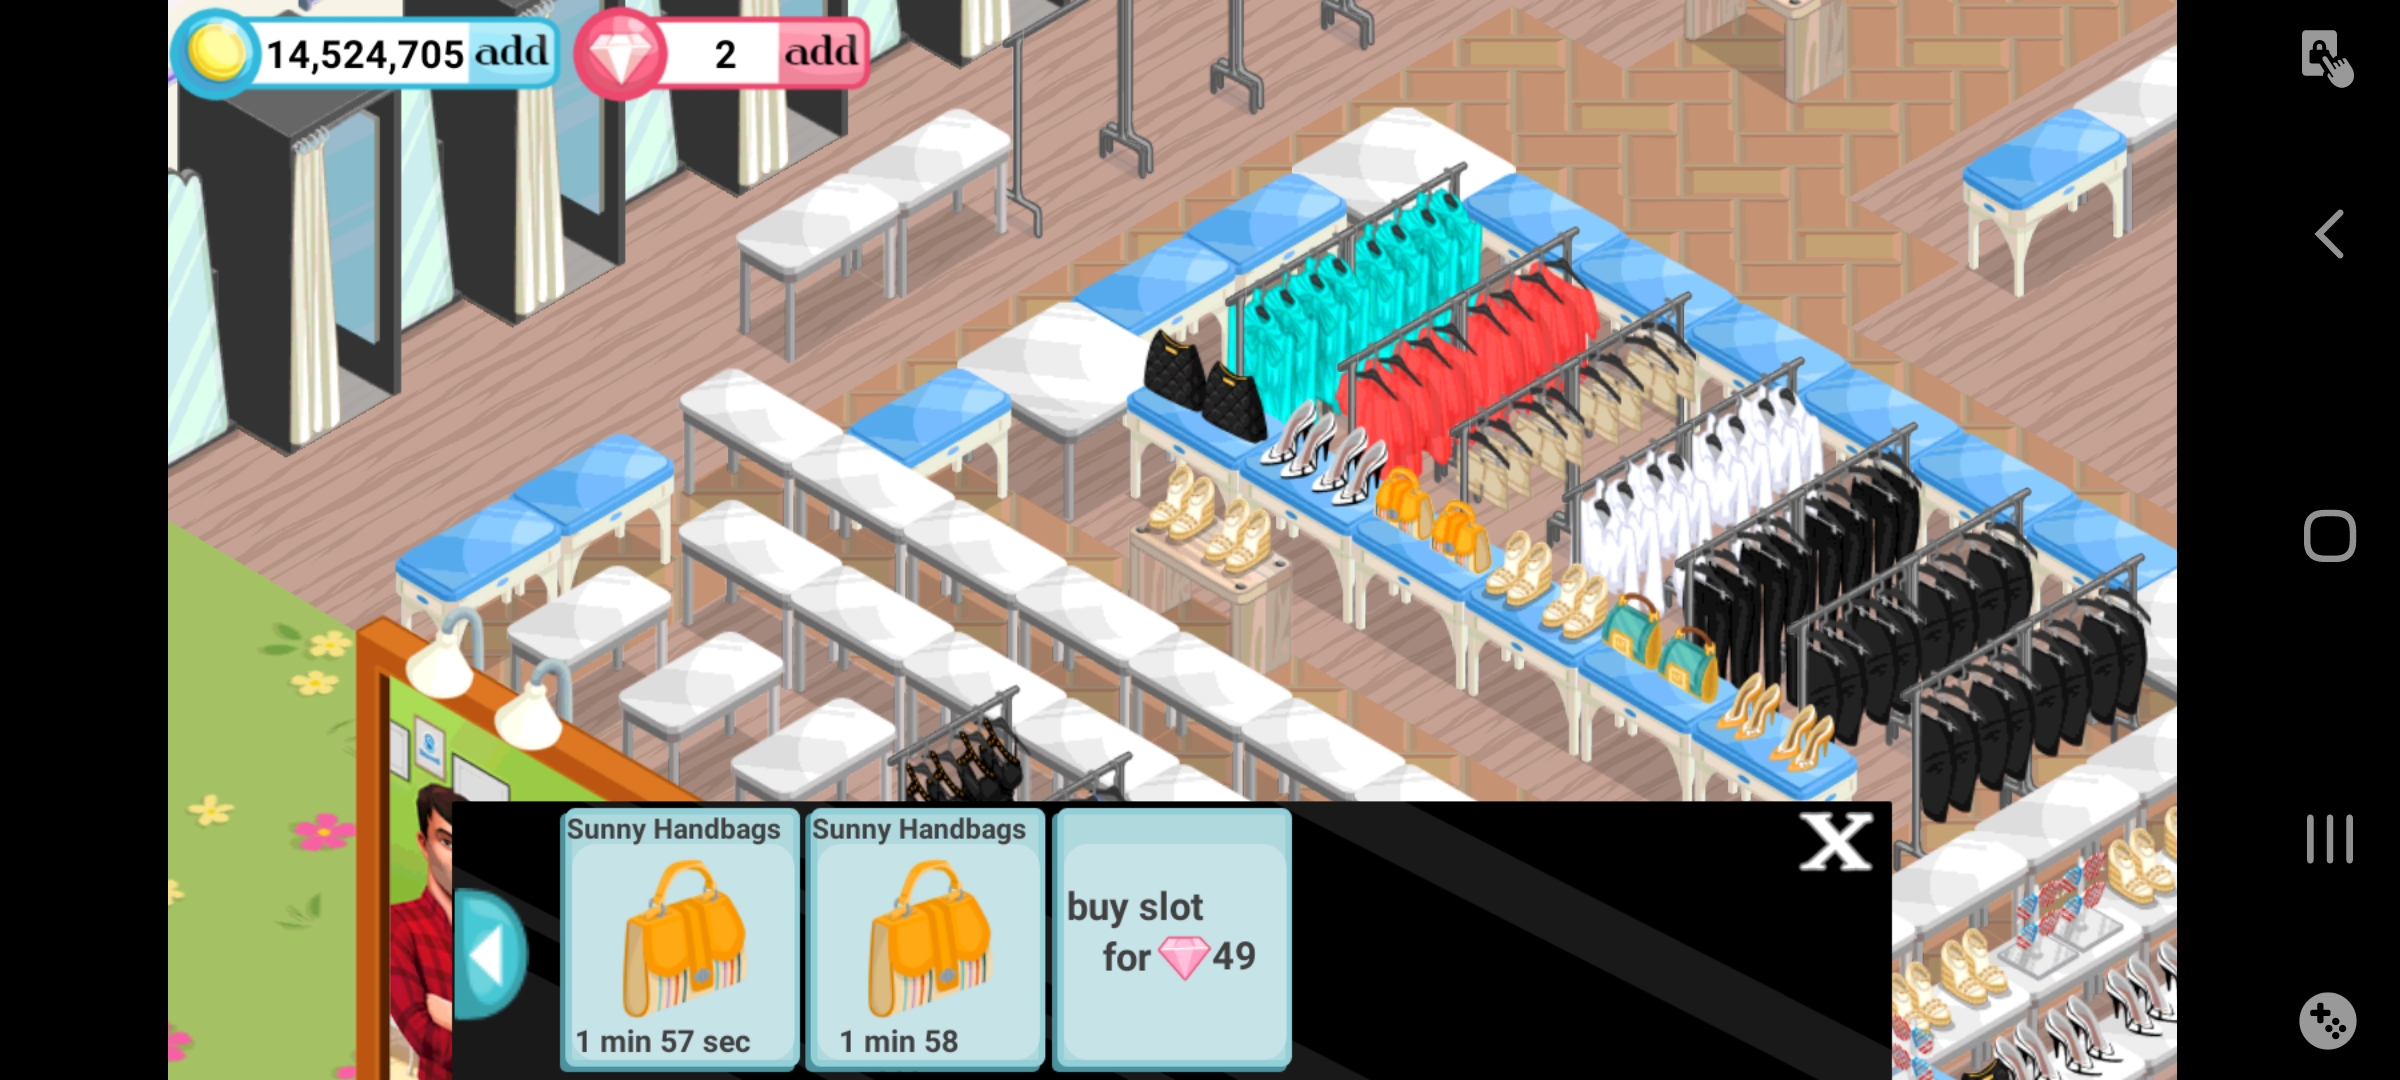 14,524,705 add
2 add
Sunny Handbags
1 min 57 sec
Sunny Handbags
1 min 58
buy slot
for 49
X